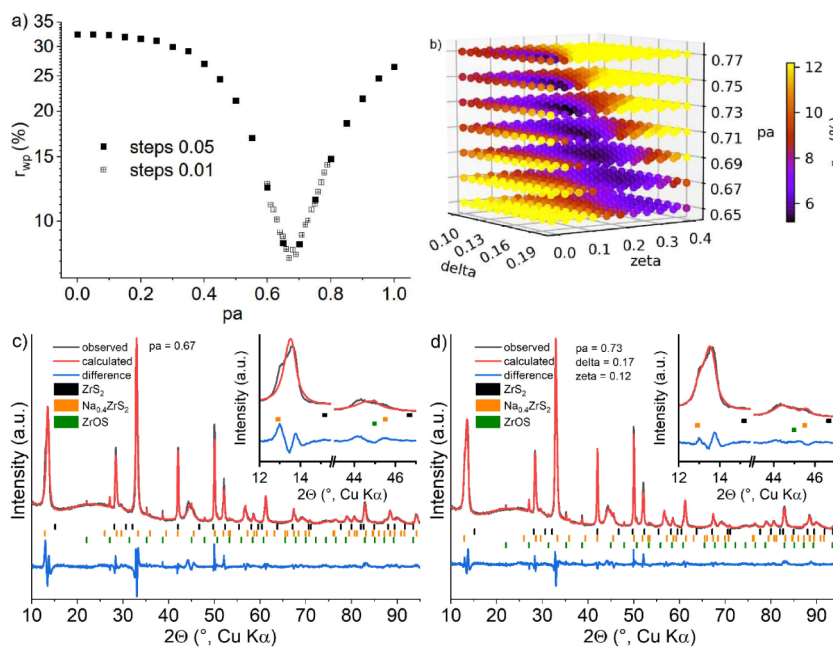 a)
35
30
25
20
15
10
r_wp (%)
steps 0.05
steps 0.01
0.0 0.2 0.4 0.6 0.8 1.0
pa
b)
0.77
0.75
0.73
0.71
0.69
0.67
0.65
pa
0.10
0.13
0.16
0.19
delta
0.0 0.1 0.2 0.3 0.4
zeta
12
10
8
6
c)
observed
calculated
difference
ZrS₂
Na₀.₄ZrS₂
ZrOS
pa = 0.67
Intensity (a.u.)
12 14 44 46
2Θ (°, Cu Kα)
Intensity (a.u.)
10 20 30 40 50 60 70 80 90
2Θ (°, Cu Kα)
d)
observed
calculated
difference
ZrS₂
Na₀.₄ZrS₂
ZrOS
pa = 0.73
delta = 0.17
zeta = 0.12
Intensity (a.u.)
12 14 44 46
2Θ (°, Cu Kα)
Intensity (a.u.)
10 20 30 40 50 60 70 80 90
2Θ (°, Cu Kα)